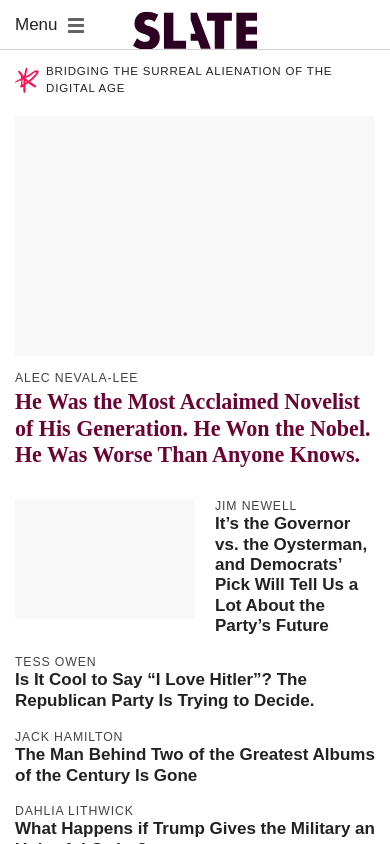 Menu
SLATE
BRIDGING THE SURREAL ALIENATION OF THE
DIGITAL AGE
ALEC NEVALA-LEE
He Was the Most Acclaimed Novelist
of His Generation. He Won the Nobel.
He Was Worse Than Anyone Knows.
JIM NEWELL
It’s the Governor
vs. the Oysterman,
and Democrats’
Pick Will Tell Us a
Lot About the
Party’s Future
TESS OWEN
Is It Cool to Say “I Love Hitler”? The
Republican Party Is Trying to Decide.
JACK HAMILTON
The Man Behind Two of the Greatest Albums
of the Century Is Gone
DAHLIA LITHWICK
What Happens if Trump Gives the Military an